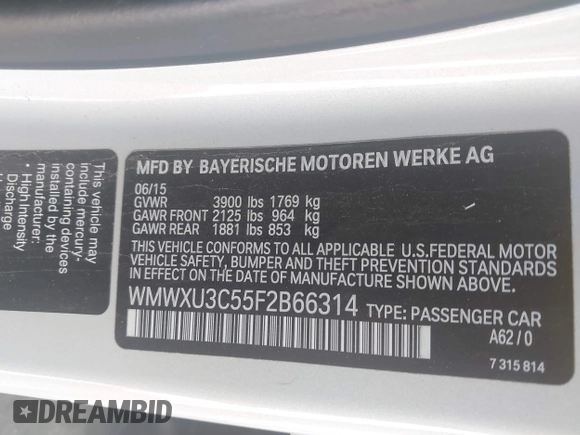 This vehicle may
include mercury-
containing devices
installed by the
manufacturer:
• High Intensity
Discharge
MFD BY BAYERISCHE MOTOREN WERKE AG
06/15
GVWR 3900 lbs 1769 kg
GAWR FRONT 2125 lbs 964 kg
GAWR REAR 1881 lbs 853 kg
THIS VEHICLE CONFORMS TO ALL APPLICABLE U.S.FEDERAL MOTOR
VEHICLE SAFETY, BUMPER AND THEFT PREVENTION STANDARDS
IN EFFECT ON THE DATE OF MANUFACTURE SHOWN ABOVE.
WMWXU3C55F2B66314 TYPE: PASSENGER CAR
A62/0
7 315 814
DREAMBID